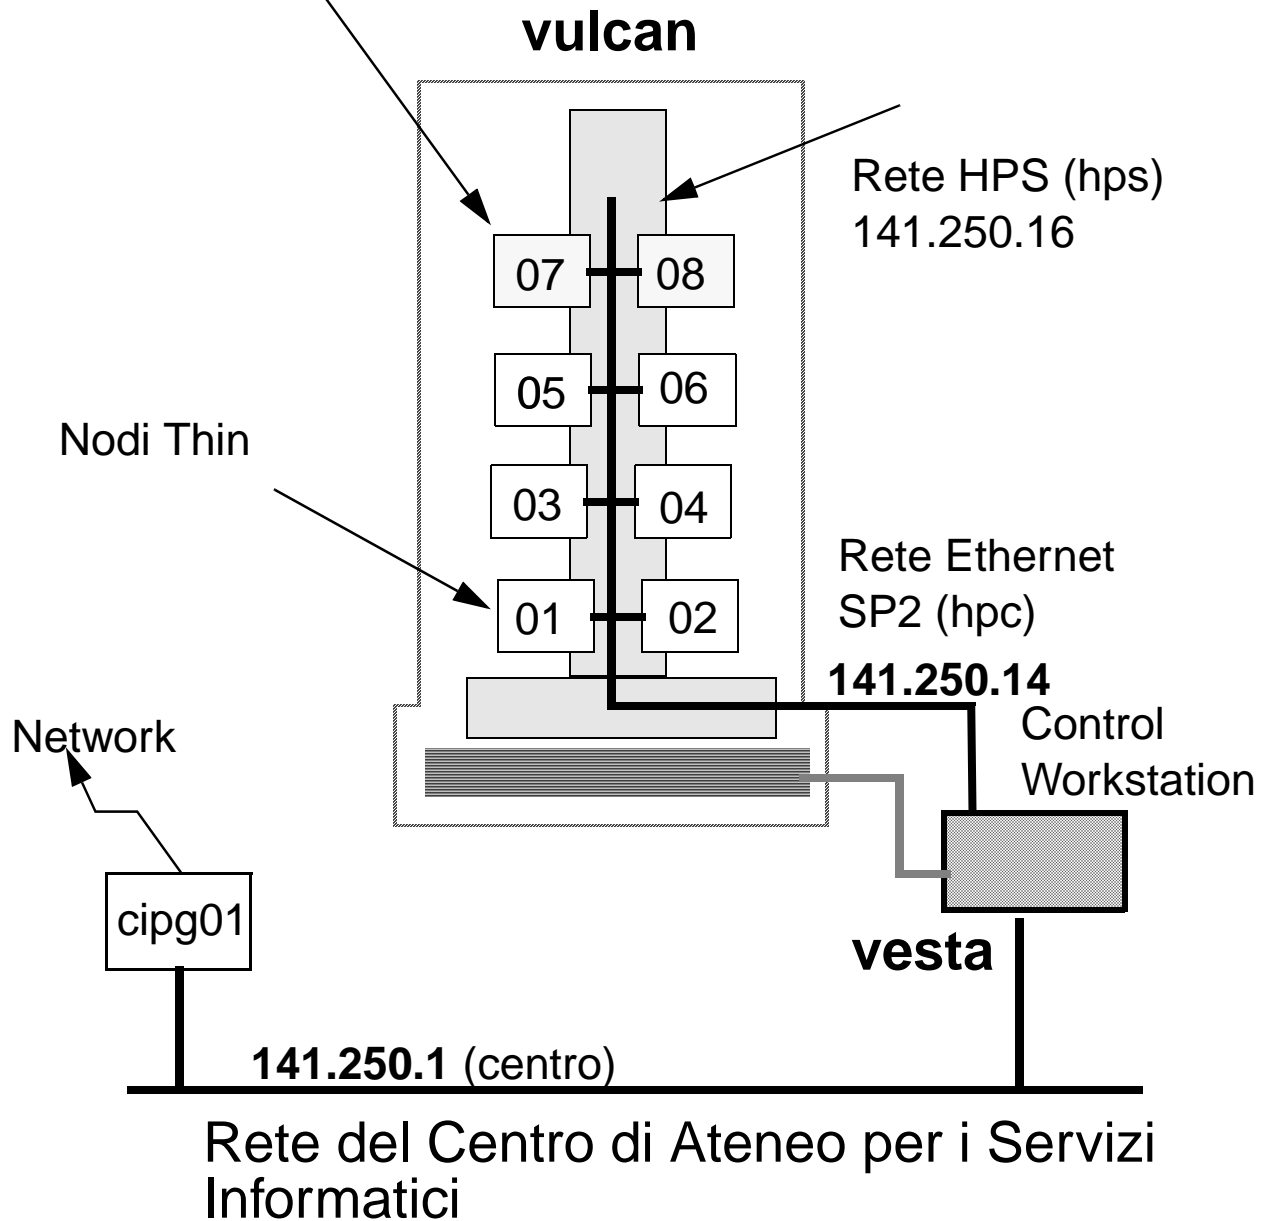 vulcan
Rete HPS (hps)
141.250.16
07
08
05
06
Nodi Thin
03
04
Rete Ethernet
SP2 (hpc)
01
02
141.250.14
Network
Control
Workstation
cipg01
vesta
141.250.1 (centro)
Rete del Centro di Ateneo per i Servizi
Informatici